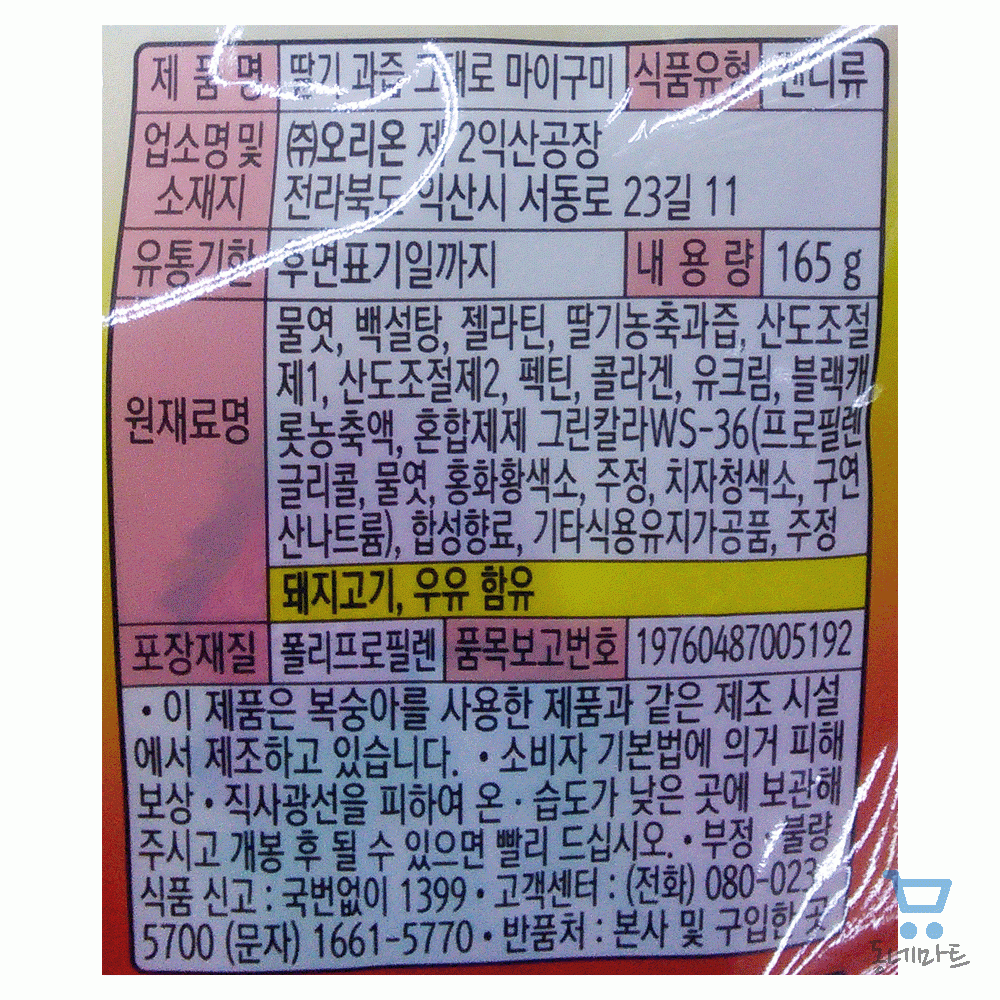 제 품 명 딸기 과즙 그대로 마이구미 식품유형 캔디류
업소명 및 소재지 ㈜오리온 제 2익산공장
전라북도 익산시 서동로 23길 11
유통기한 후면표기일까지 내 용 량 165 g
원재료명 물엿, 백설탕, 젤라틴, 딸기농축과즙, 산도조절
제1, 산도조절제2, 펙틴, 콜라겐, 유크림, 블랙캐
롯농축액, 혼합제제 그린칼라WS-36(프로필렌
글리콜, 물엿, 홍화황색소, 주정, 치자청색소, 구연
산나트륨), 합성향료, 기타식용유지가공품, 주정
돼지고기, 우유 함유
포장재질 폴리프로필렌 품목보고번호 19760487005192
• 이 제품은 복숭아를 사용한 제품과 같은 제조 시설
에서 제조하고 있습니다. • 소비자 기본법에 의거 피해
보상 • 직사광선을 피하여 온 · 습도가 낮은 곳에 보관해
주시고 개봉 후 될 수 있으면 빨리 드십시오. • 부정 · 불량
식품 신고 : 국번없이 1399 • 고객센터 : (전화) 080-023-
5700 (문자) 1661-5770 • 반품처 : 본사 및 구입한 곳
동네마트